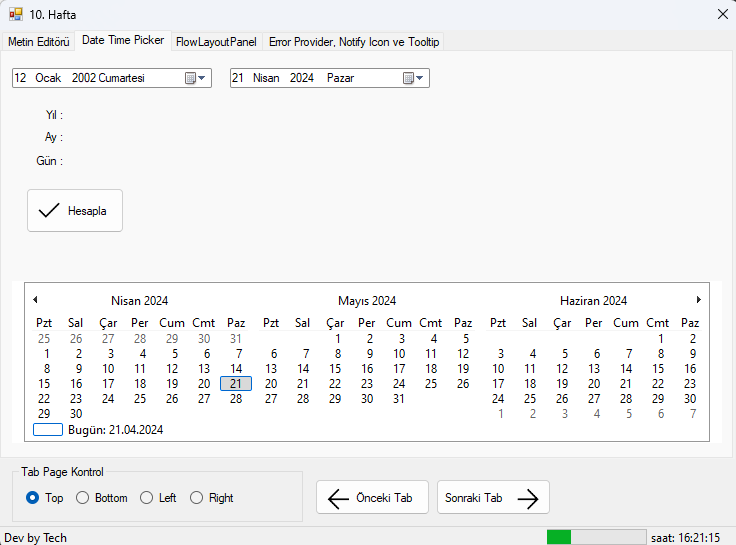 10. Hafta
Metin Editörü Date Time Picker FlowLayoutPanel Error Provider, Notify Icon ve Tooltip
12 Ocak 2002 Cumartesi 21 Nisan 2024 Pazar
Yıl :
Ay :
Gün :
Hesapla
Nisan 2024 Mayıs 2024 Haziran 2024
Pzt Sal Çar Per Cum Cmt Paz Pzt Sal Çar Per Cum Cmt Paz Pzt Sal Çar Per Cum Cmt Paz
25 26 27 28 29 30 31 1 2 3 4 5 1 2
1 2 3 4 5 6 7 6 7 8 9 10 11 12 3 4 5 6 7 8 9
8 9 10 11 12 13 14 13 14 15 16 17 18 19 10 11 12 13 14 15 16
15 16 17 18 19 20 21 20 21 22 23 24 25 26 17 18 19 20 21 22 23
22 23 24 25 26 27 28 27 28 29 30 31 24 25 26 27 28 29 30
29 30 1 2 3 4 5 6 7
Bugün: 21.04.2024
Tab Page Kontrol
Top Bottom Left Right
Önceki Tab Sonraki Tab
Dev by Tech saat: 16:21:15